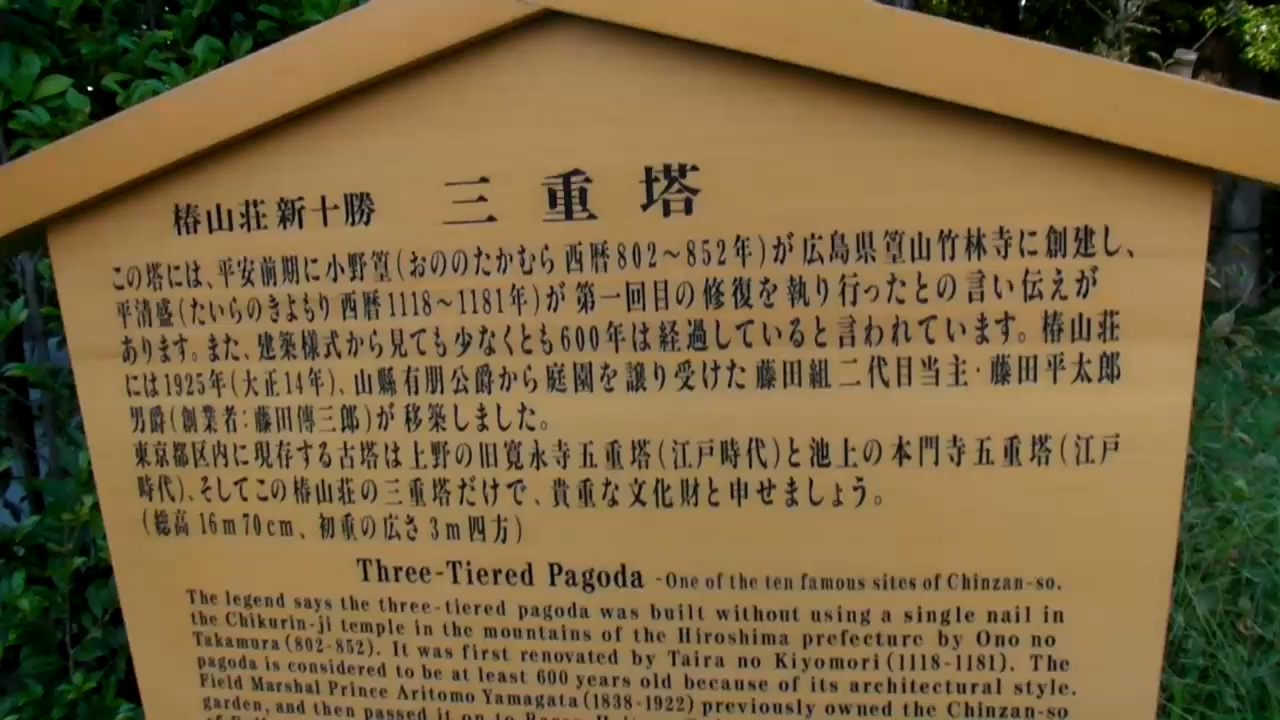 椿山荘新十勝 三重塔
この塔には、平安前期に小野篁(おののたかむら 西暦802～852年)が広島県篁山竹林寺に創建し、
平清盛(たいらのきよもり 西暦1118～1181年)が第一回目の修復を執り行ったとの言い伝えが
あります。また、建築様式から見ても少なくとも600年は経過していると言われています。椿山荘
には1925年(大正14年)、山縣有朋公爵から庭園を譲り受けた藤田組二代目当主・藤田平太郎
男爵(創業者:藤田傳三郎)が移築しました。
東京都区内に現存する古塔は上野の旧寛永寺五重塔(江戸時代)と池上の本門寺五重塔(江戸
時代)、そしてこの椿山荘の三重塔だけで、貴重な文化財と申せましょう。
(総高16m70cm、初重の広さ3m四方)
Three-Tiered Pagoda -One of the ten famous sites of Chinzan-so.
The legend says the three-tiered pagoda was built without using a single nail in
the Chikurin-ji temple in the mountains of the Hiroshima prefecture by Ono no
Takamura(802-852). It was first renovated by Taira no Kiyomori(1118-1181). The
pagoda is considered to be at least 600 years old because of its architectural style.
Field Marshal Prince Aritomo Yamagata(1838-1922) previously owned the Chinzan-so
garden, and then passed it on to Baron